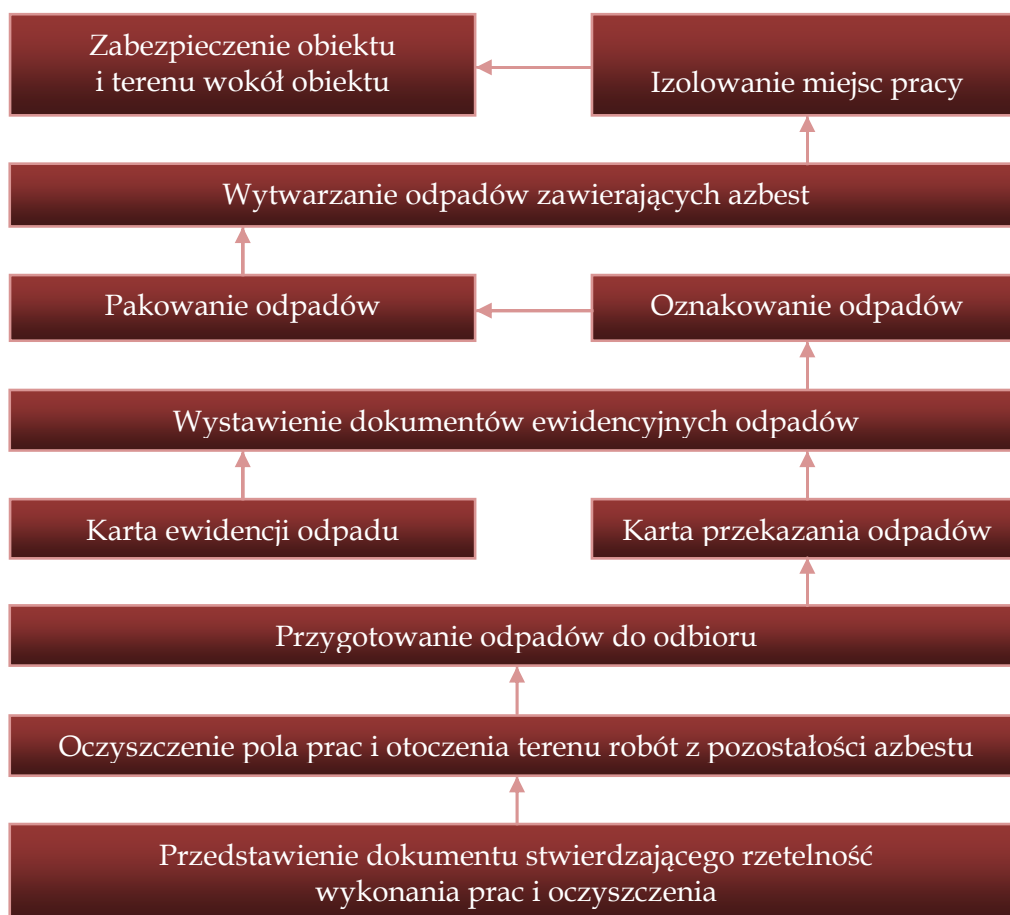 Zabezpieczenie obiektu
i terenu wokół obiektu
Izolowanie miejsc pracy
Wytwarzanie odpadów zawierających azbest
Pakowanie odpadów
Oznakowanie odpadów
Wystawienie dokumentów ewidencyjnych odpadów
Karta ewidencji odpadu
Karta przekazania odpadów
Przygotowanie odpadów do odbioru
Oczyszczenie pola prac i otoczenia terenu robót z pozostałości azbestu
Przedstawienie dokumentu stwierdzającego rzetelność
wykonania prac i oczyszczenia